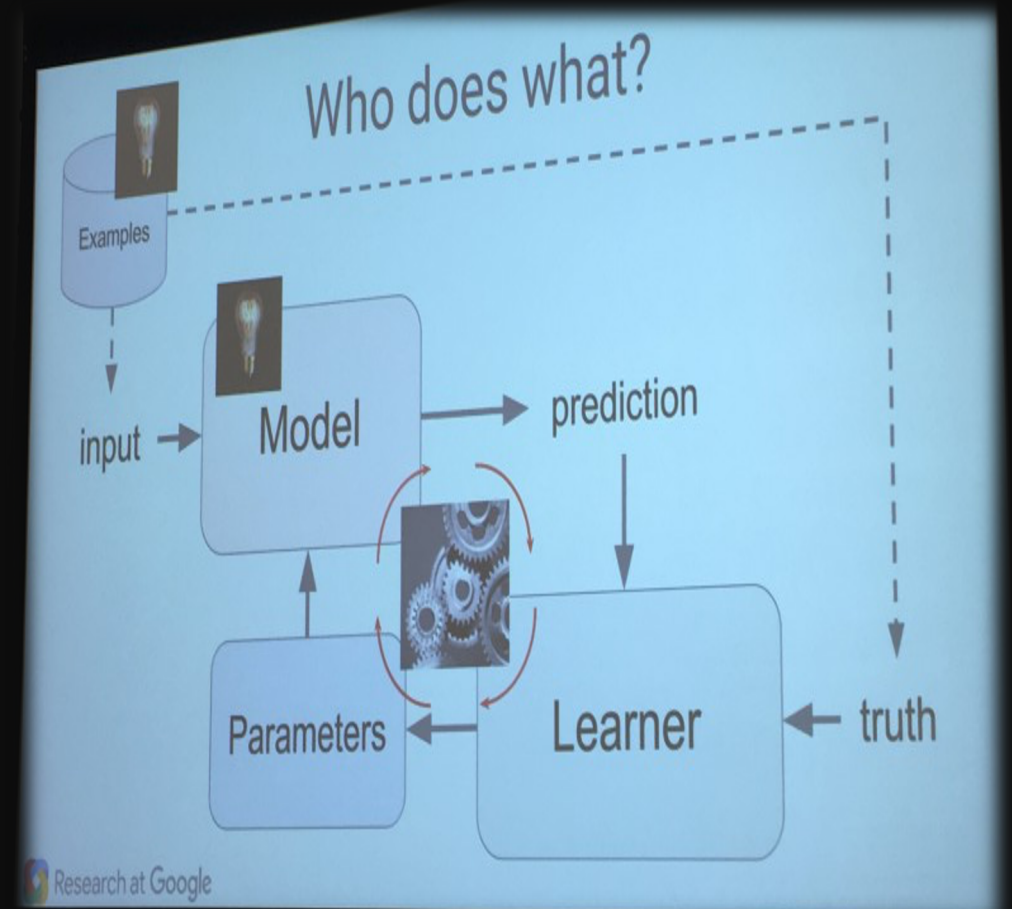 Who does what?
Examples
input
Model
prediction
Parameters
Learner
truth
Research at Google